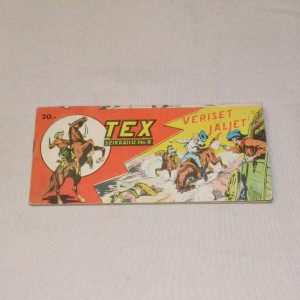 20:-
TEX
SEIKKAILU No 8
VERISET
JÄLJET